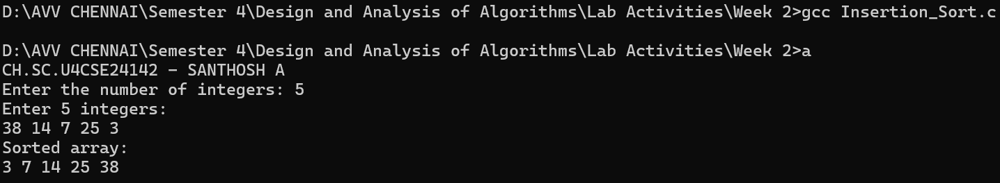 D:\AVV CHENNAI\Semester 4\Design and Analysis of Algorithms\Lab Activities\Week 2>gcc Insertion_Sort.c
D:\AVV CHENNAI\Semester 4\Design and Analysis of Algorithms\Lab Activities\Week 2>a
CH.SC.U4CSE24142 - SANTHOSH A
Enter the number of integers: 5
Enter 5 integers:
38 14 7 25 3
Sorted array:
3 7 14 25 38